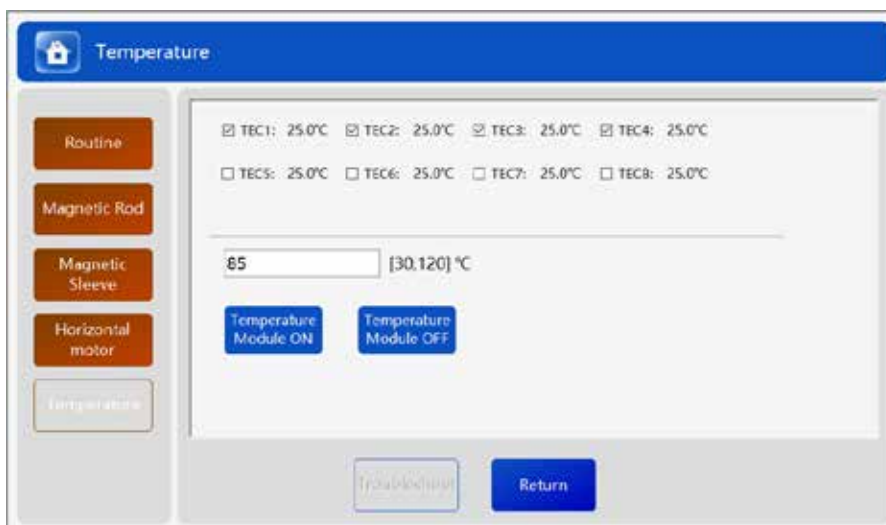 Temperature
Routine
Magnetic Rod
Magnetic
Sleeve
Horizontal
motor
Temperature
☑ TEC1: 25.0℃ ☑ TEC2: 25.0℃ ☑ TEC3: 25.0℃ ☑ TEC4: 25.0℃
☐ TEC5: 25.0℃ ☐ TEC6: 25.0℃ ☐ TEC7: 25.0℃ ☐ TEC8: 25.0℃
85 [30,120] ℃
Temperature
Module ON
Temperature
Module OFF
Troubleshoot
Return